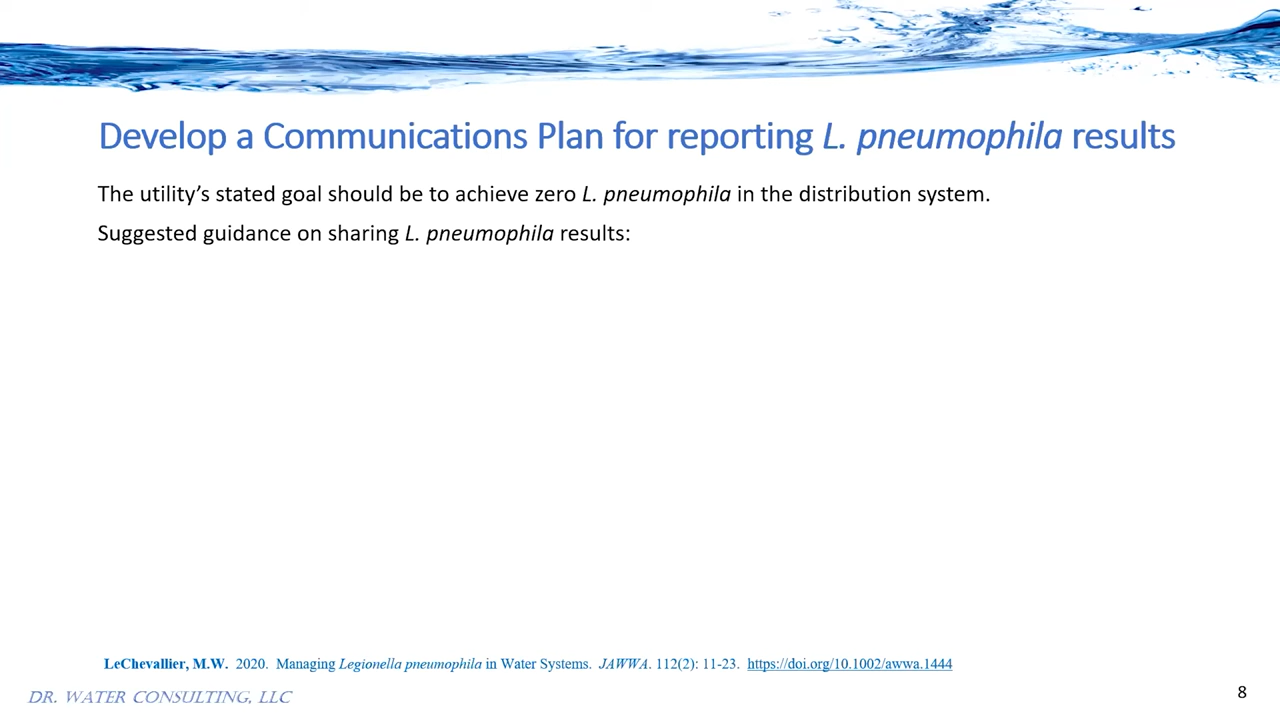 Develop a Communications Plan for reporting L. pneumophila results
The utility’s stated goal should be to achieve zero L. pneumophila in the distribution system.
Suggested guidance on sharing L. pneumophila results:
LeChevallier, M.W. 2020. Managing Legionella pneumophila in Water Systems. JAWWA. 112(2): 11-23. https://doi.org/10.1002/awwa.1444
DR. WATER CONSULTING, LLC
8